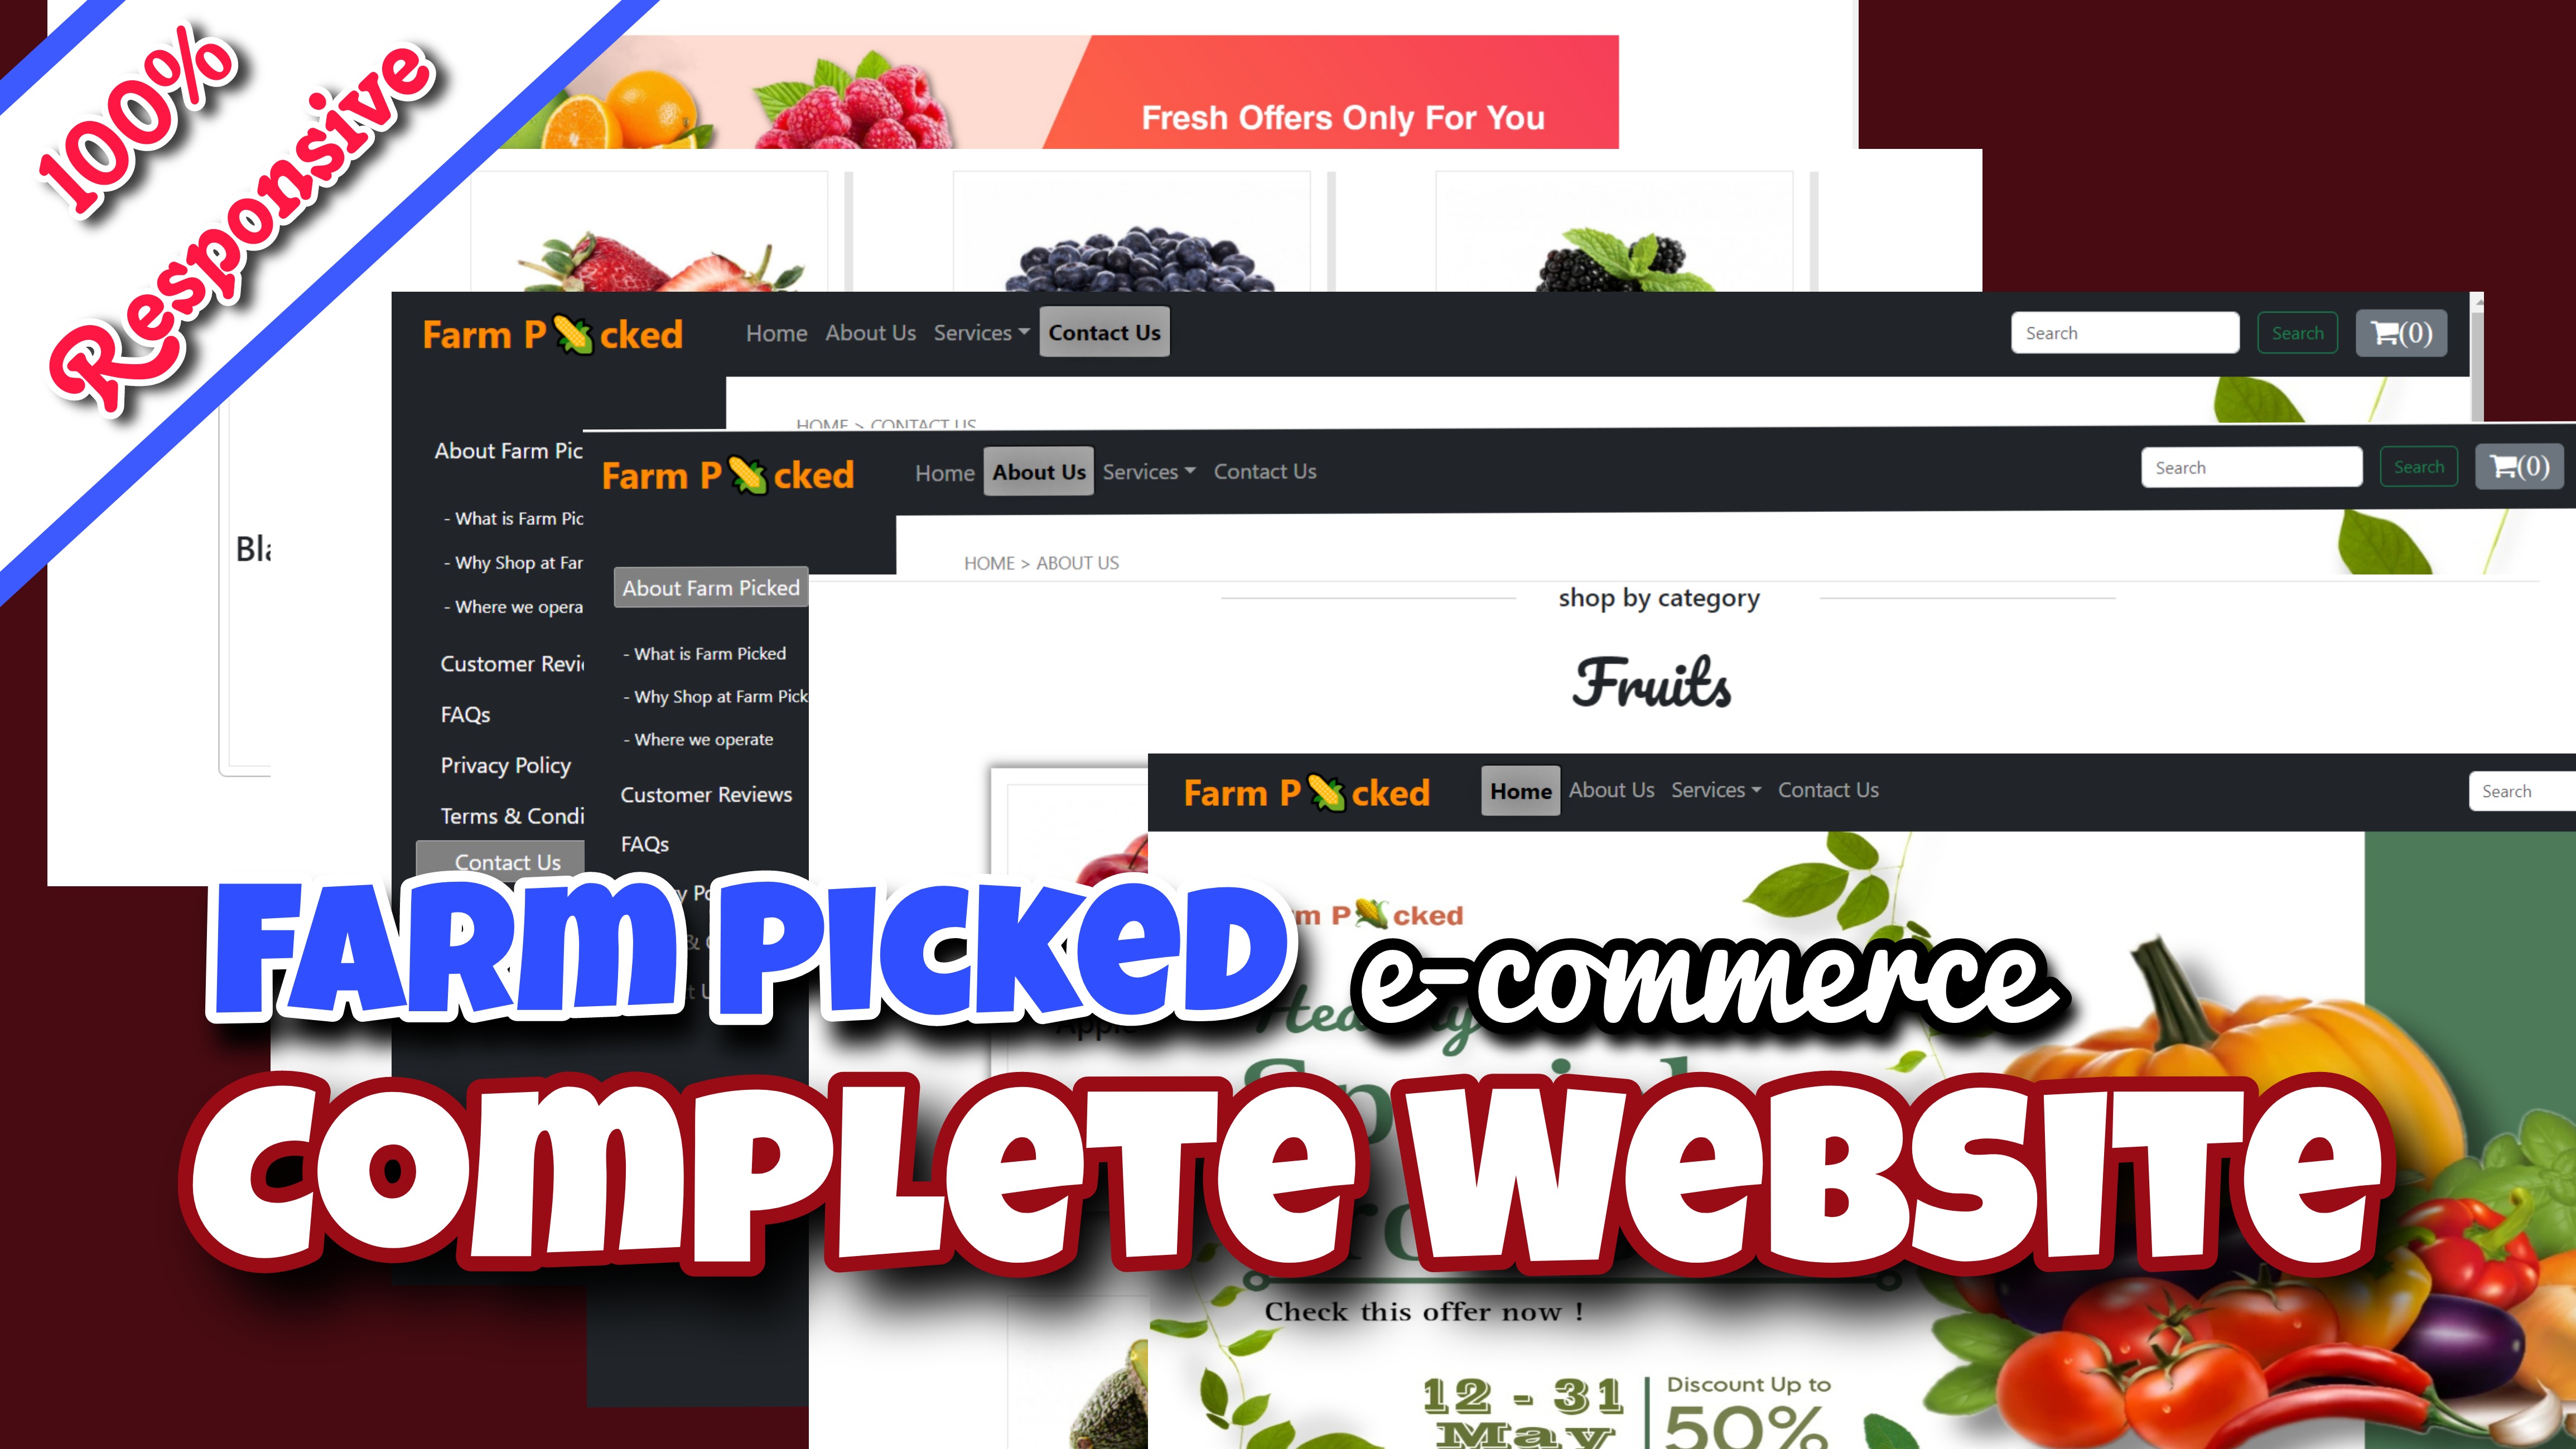 100%
Responsive
Fresh Offers Only For You
Farm P cked Home About Us Services Contact Us Search Search (0)
HOME > CONTACT US
About Farm Pic
- What is Farm Pic
- Why Shop at Far
- Where we opera
Customer Revi
FAQs
Privacy Policy
Terms & Condi
Contact Us
Farm P cked Home About Us Services Contact Us Search Search (0)
HOME > ABOUT US
About Farm Picked
- What is Farm Picked
- Why Shop at Farm Pick
- Where we operate
Customer Reviews
FAQs
shop by category
Fruits
Farm P cked Home About Us Services Contact Us Search
m P cked
FARM PICKED e-commerce
COMPLETE WEBSITE
Check this offer now !
12 - 31
May
Discount Up to
50%